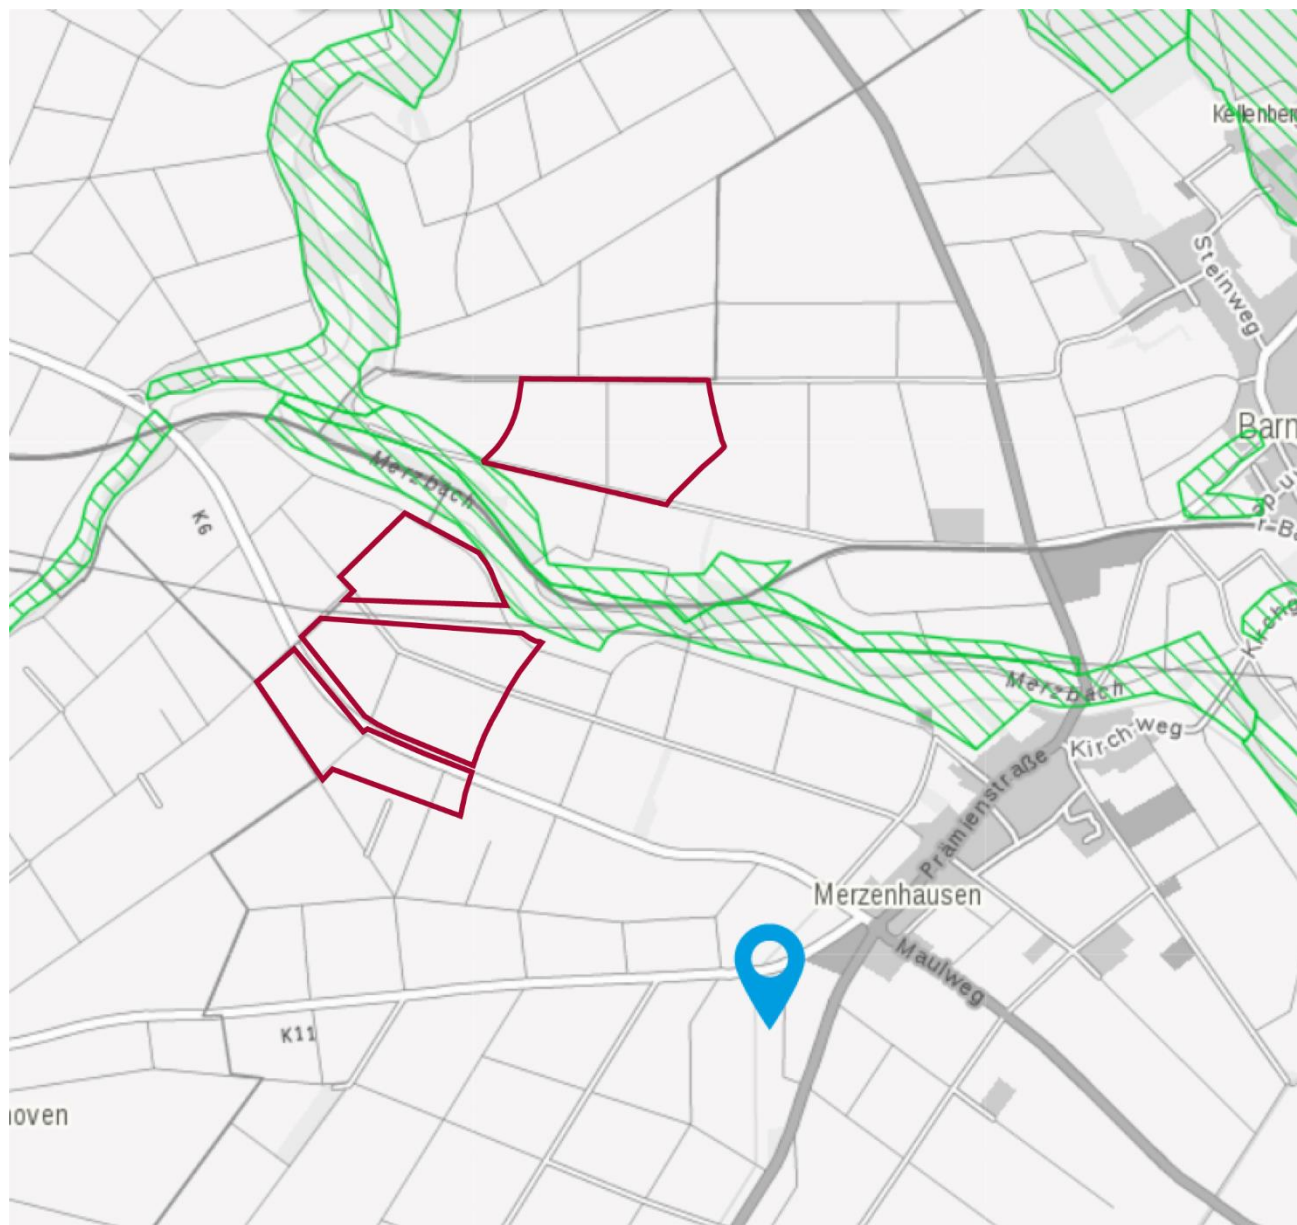 Kellenberg
Steinweg
Barm
Merzbach
K6
Merzbach
Kirchweg
Prämienstraße
Merzenhausen
Maulweg
K11
hoven